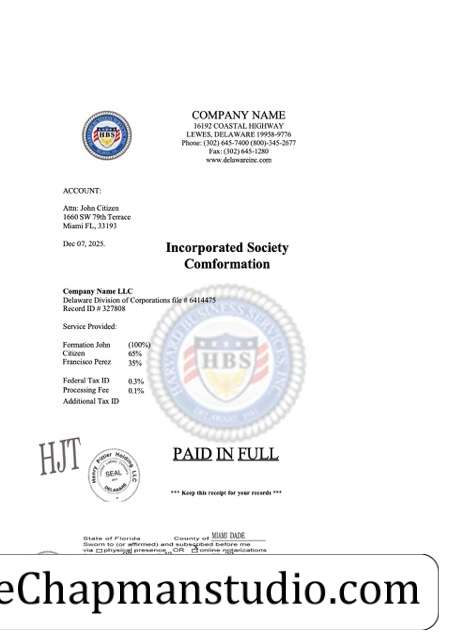 COMPANY NAME
16192 COASTAL HIGHWAY
LEWES, DELAWARE 19958-9776
Phone: (302) 645-7400 (800)-345-2677
Fax: (302) 645-1280
www.delawareinc.com
HBS
ACCOUNT:
Attn: John Citizen
1660 SW 79th Terrace
Miami FL, 33193
Dec 07, 2025.
Incorporated Society
Comformation
Company Name LLC
Delaware Division of Corporations file # 6414475
Record ID # 327808
Service Provided:
Formation John (100%)
Citizen 65%
Francisco Perez 35%
Federal Tax ID 0.3%
Processing Fee 0.1%
Additional Tax ID
HARVARD BUSINESS SERVICES, INC.
HBS
HJT
Henry Pittier Holding LLC
SEAL
DELAWARE
PAID IN FULL
*** Keep this receipt for your records ***
State of Florida County of MIAMI DADE
Sworn to (or affirmed) and subscribed before me
via physical presence OR online notarizations
eChapmanstudio.com